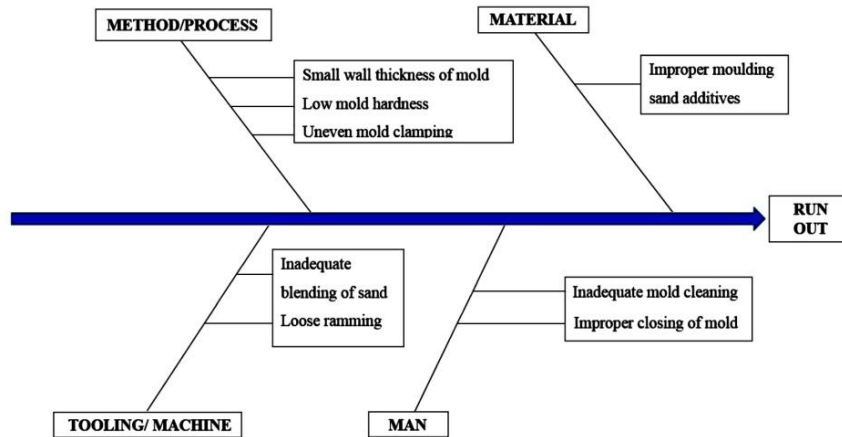 METHOD/PROCESS
MATERIAL
Small wall thickness of mold
Low mold hardness
Uneven mold clamping
Improper moulding
sand additives
RUN
OUT
Inadequate
blending of sand
Loose ramming
Inadequate mold cleaning
Improper closing of mold
TOOLING/ MACHINE
MAN